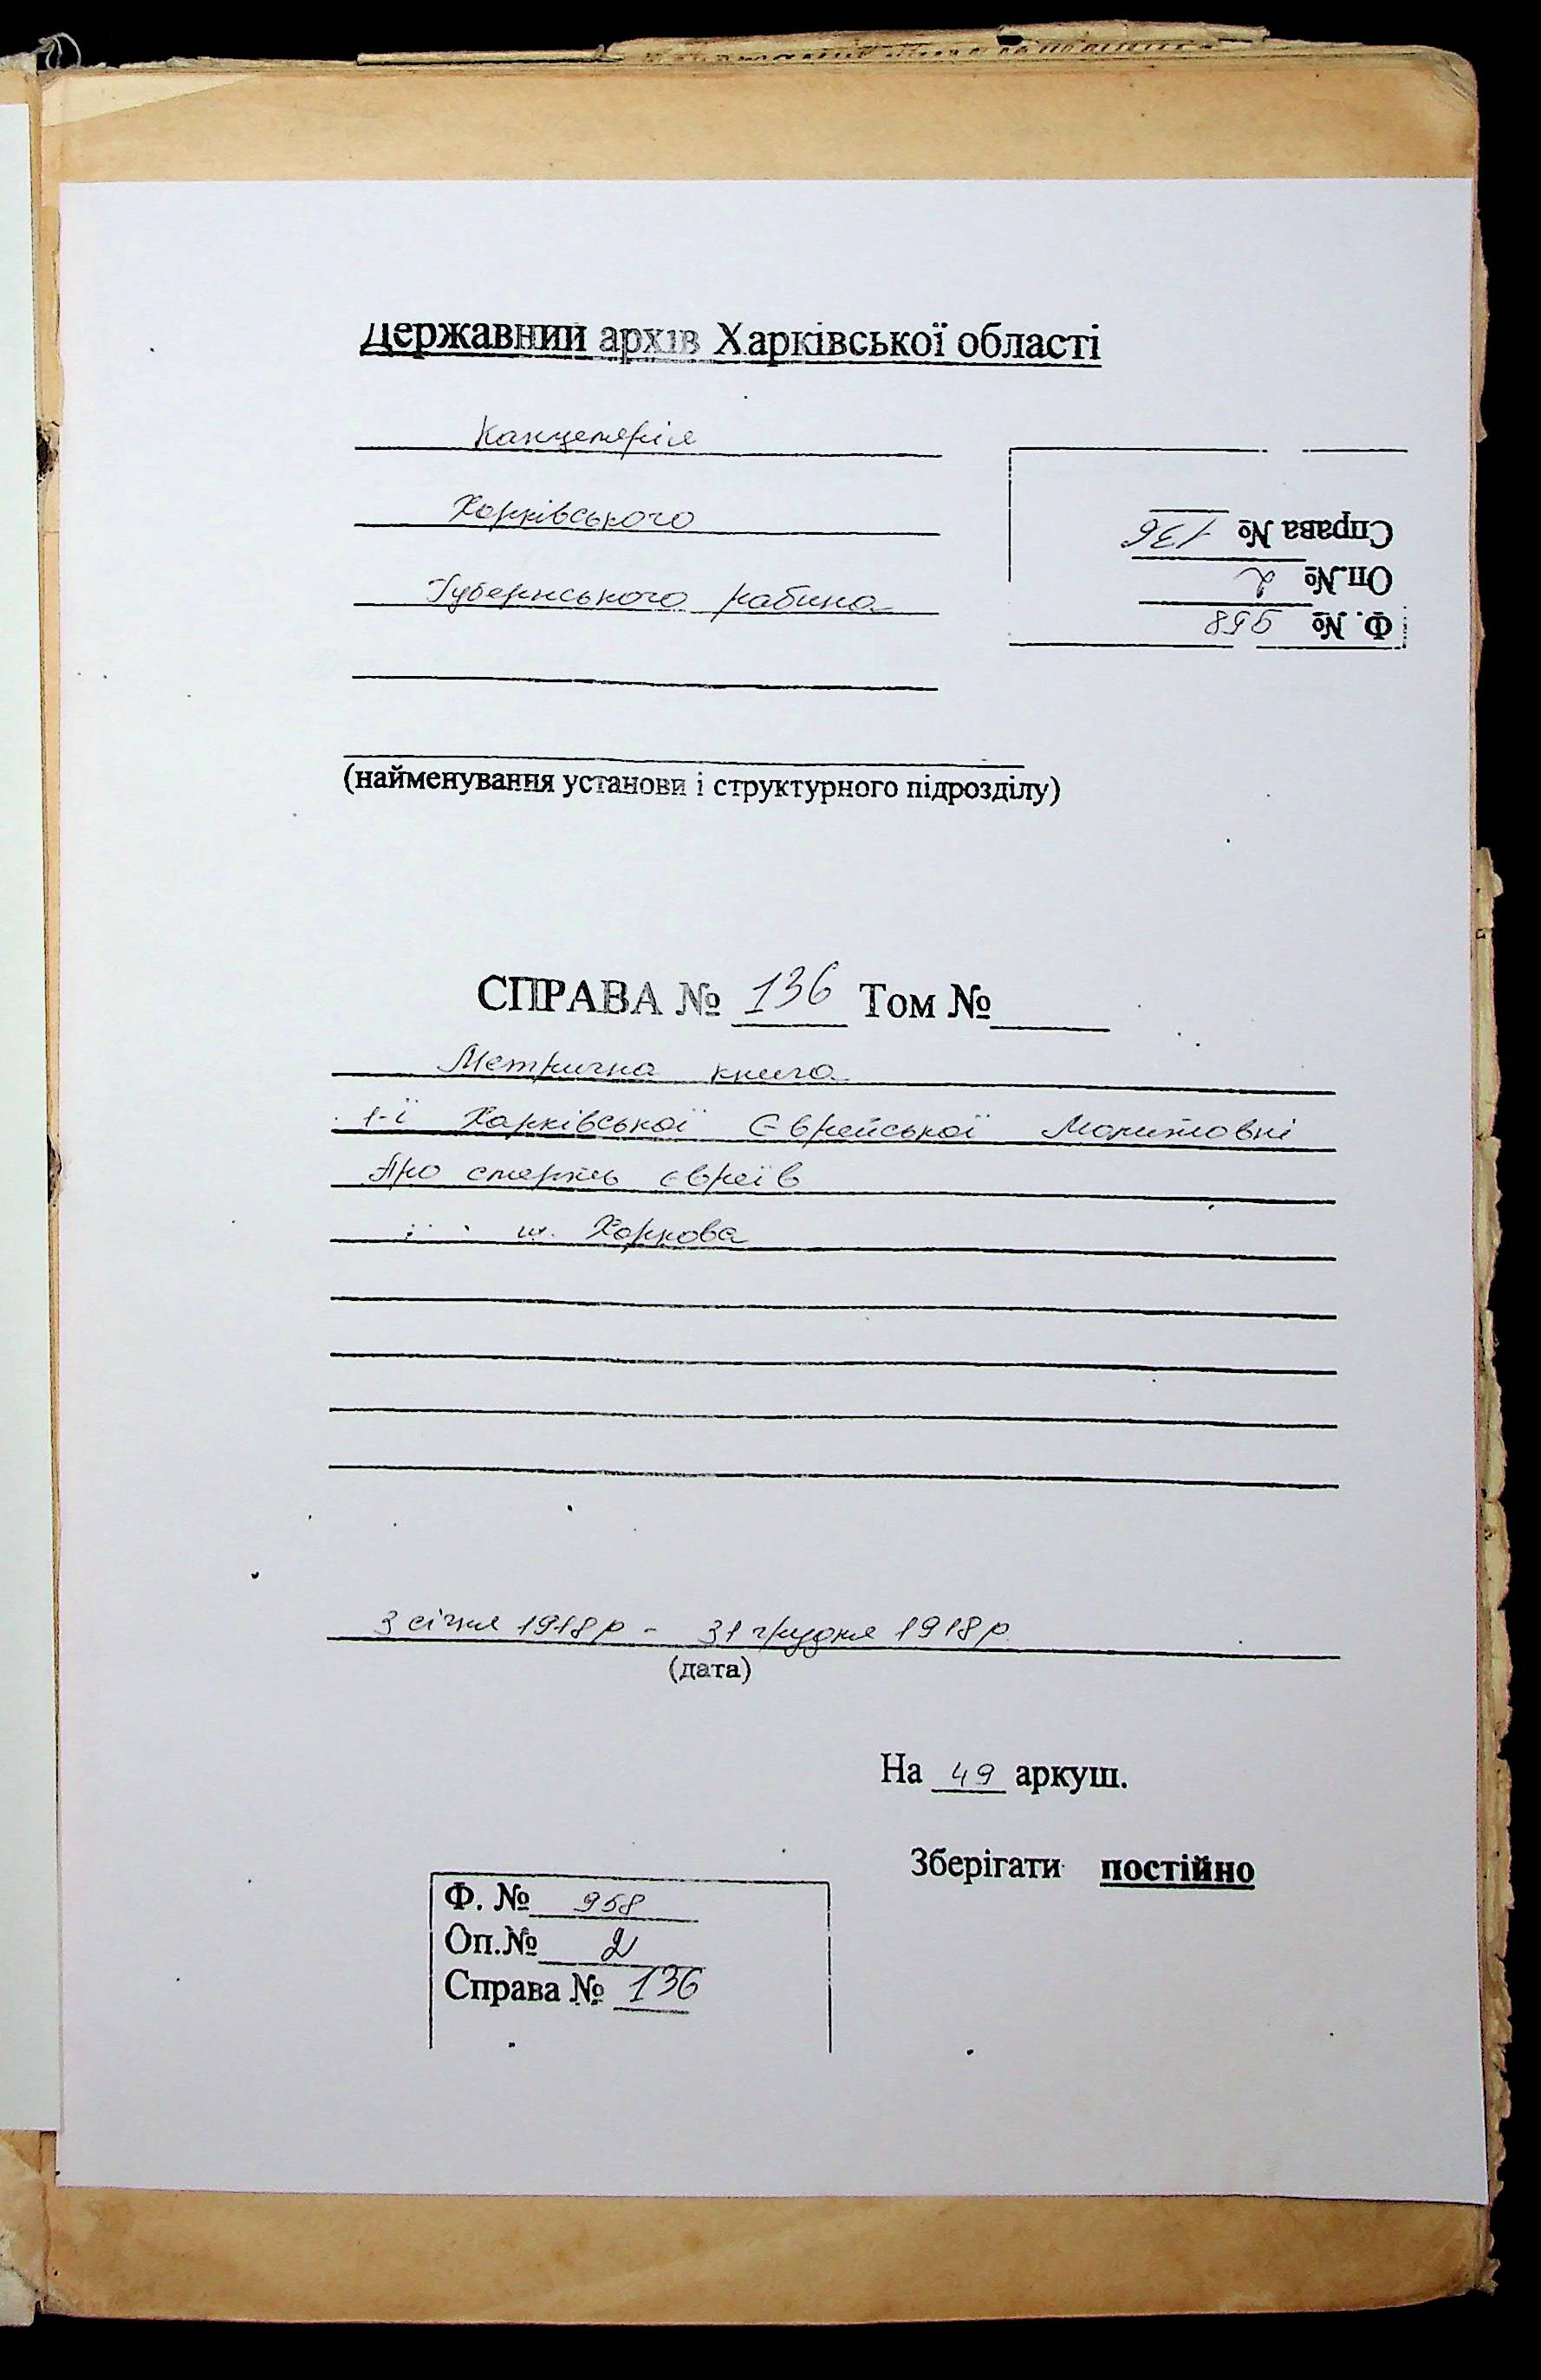 Державний архів Харківської області
Канцелярія
Харківського
Губернського рабина
(найменування установи і структурного підрозділу)
Ф. № 958
Оп.№ 2
Справа № 136
СПРАВА № 136 Том №
Метрична книга
1-ї Харківської Єврейської Молитовні
Про смерть євреїв
м. Харкова
3 січня 1918 р - 31 грудня 1918 р.
(дата)
На 49 аркуш.
Зберігати постійно
Ф. № 958
Оп.№ 2
Справа № 136